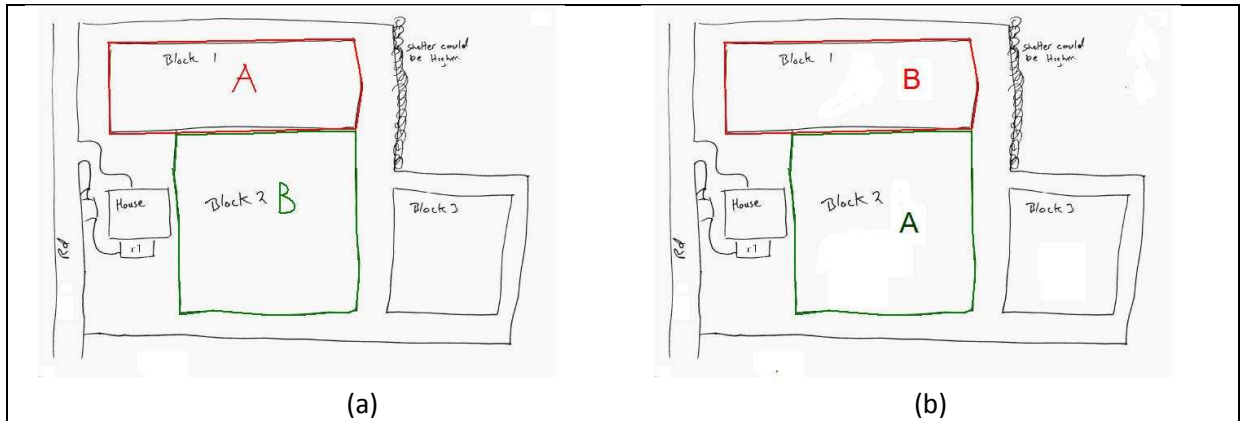 Block 1
A
shelter could
be Higher.
Block 2 B
House
Block 3
Rd
(a)
Block 1
B
shelter could
be Higher.
Block 2
A
House
Block 3
Rd
(b)